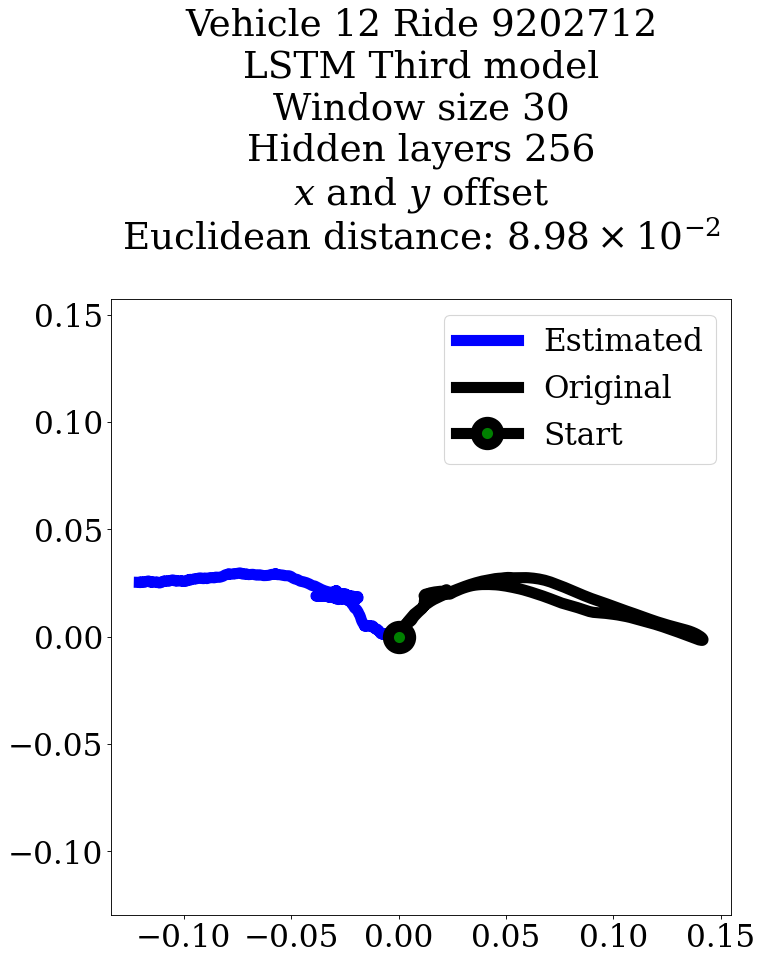 Vehicle 12 Ride 9202712
LSTM Third model
Window size 30
Hidden layers 256
x and y offset
Euclidean distance: 8.98 × 10⁻²
0.15
0.10
0.05
0.00
−0.05
−0.10
Estimated
Original
Start
−0.10 −0.05 0.00 0.05 0.10 0.15